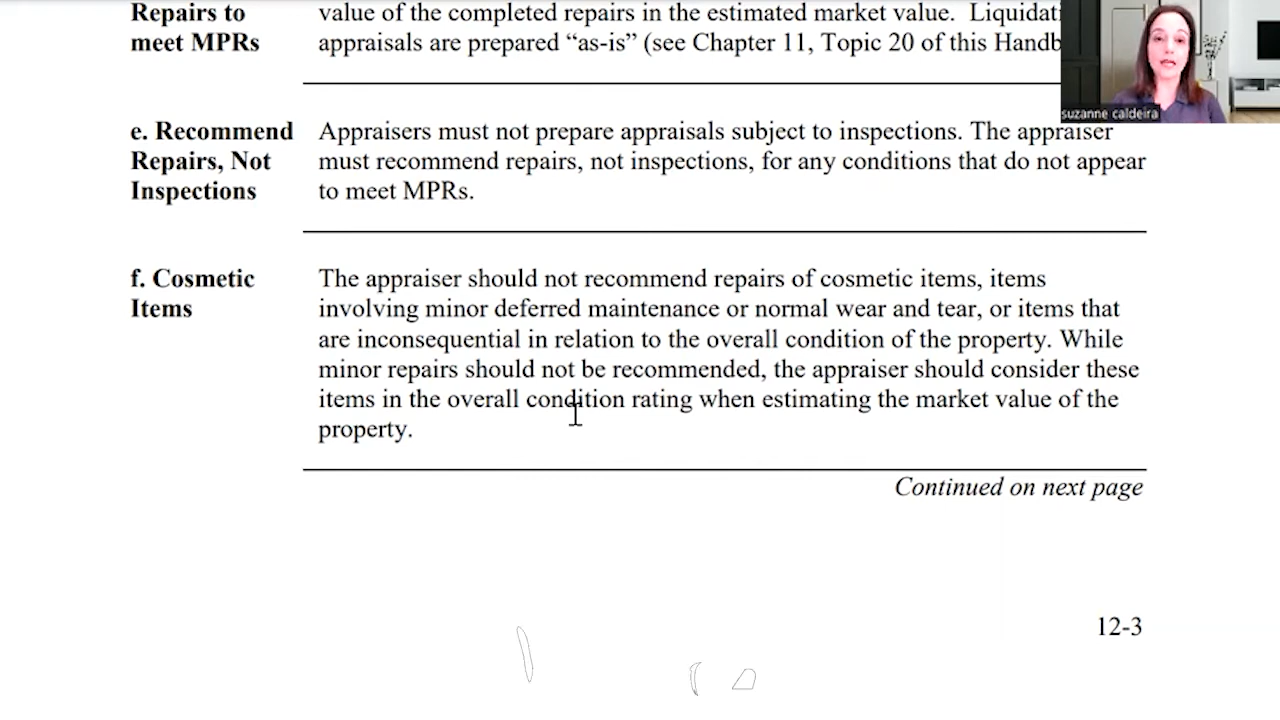 Repairs to
meet MPRs
value of the completed repairs in the estimated market value. 
appraisals are prepared “as-is” (see Chapter 11, Topic 20 of this
suzanne caldeira
e. Recommend
Repairs, Not
Inspections
Appraisers must not prepare appraisals subject to inspections. The appraiser
must recommend repairs, not inspections, for any conditions that do not appear
to meet MPRs.
f. Cosmetic
Items
The appraiser should not recommend repairs of cosmetic items, items
involving minor deferred maintenance or normal wear and tear, or items that
are inconsequential in relation to the overall condition of the property. While
minor repairs should not be recommended, the appraiser should consider these
items in the overall condition rating when estimating the market value of the
property.
Continued on next page
12-3